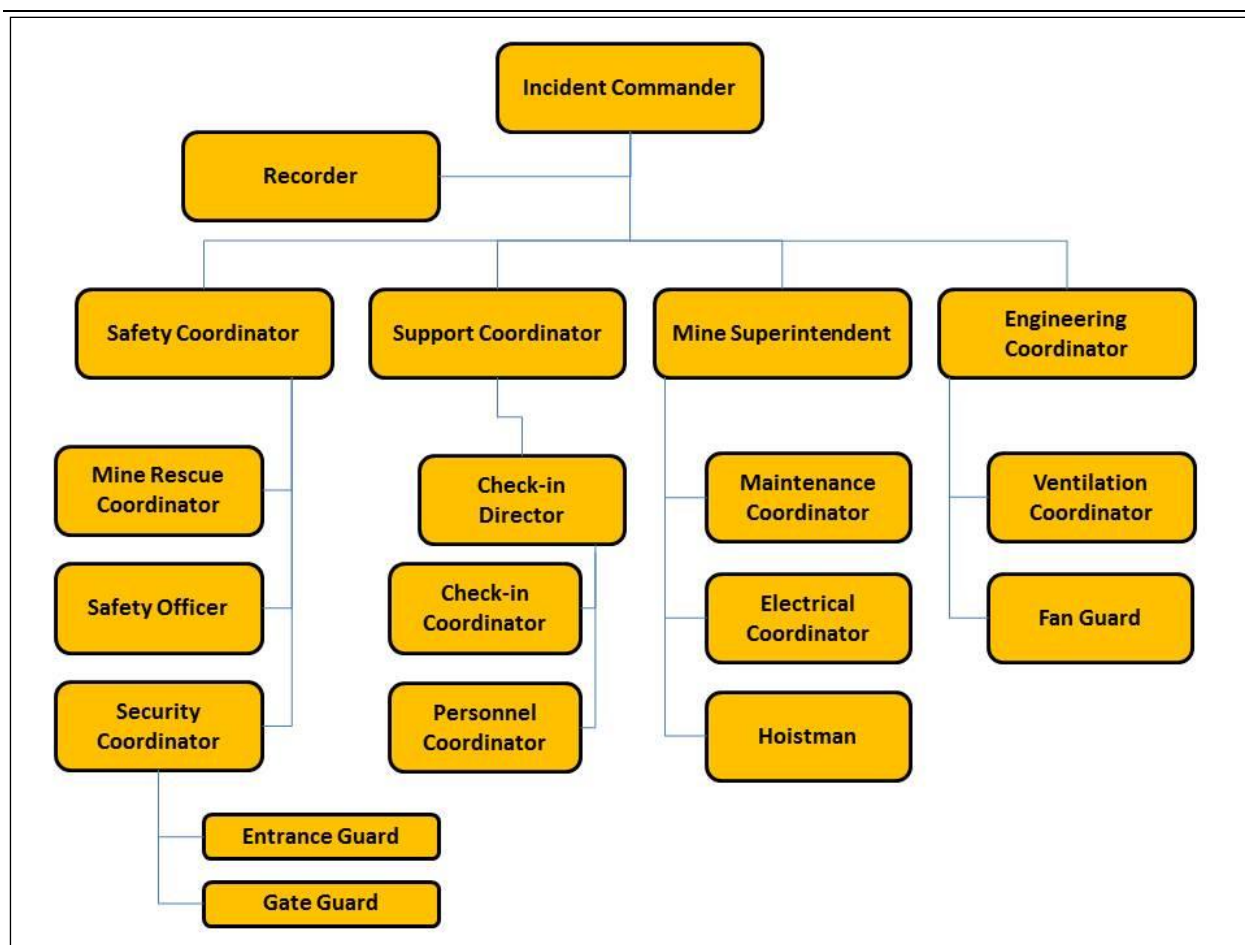 Incident Commander
Recorder
Safety Coordinator
Support Coordinator
Mine Superintendent
Engineering
Coordinator
Mine Rescue
Coordinator
Safety Officer
Security
Coordinator
Entrance Guard
Gate Guard
Check-in
Director
Check-in
Coordinator
Personnel
Coordinator
Maintenance
Coordinator
Electrical
Coordinator
Hoistman
Ventilation
Coordinator
Fan Guard